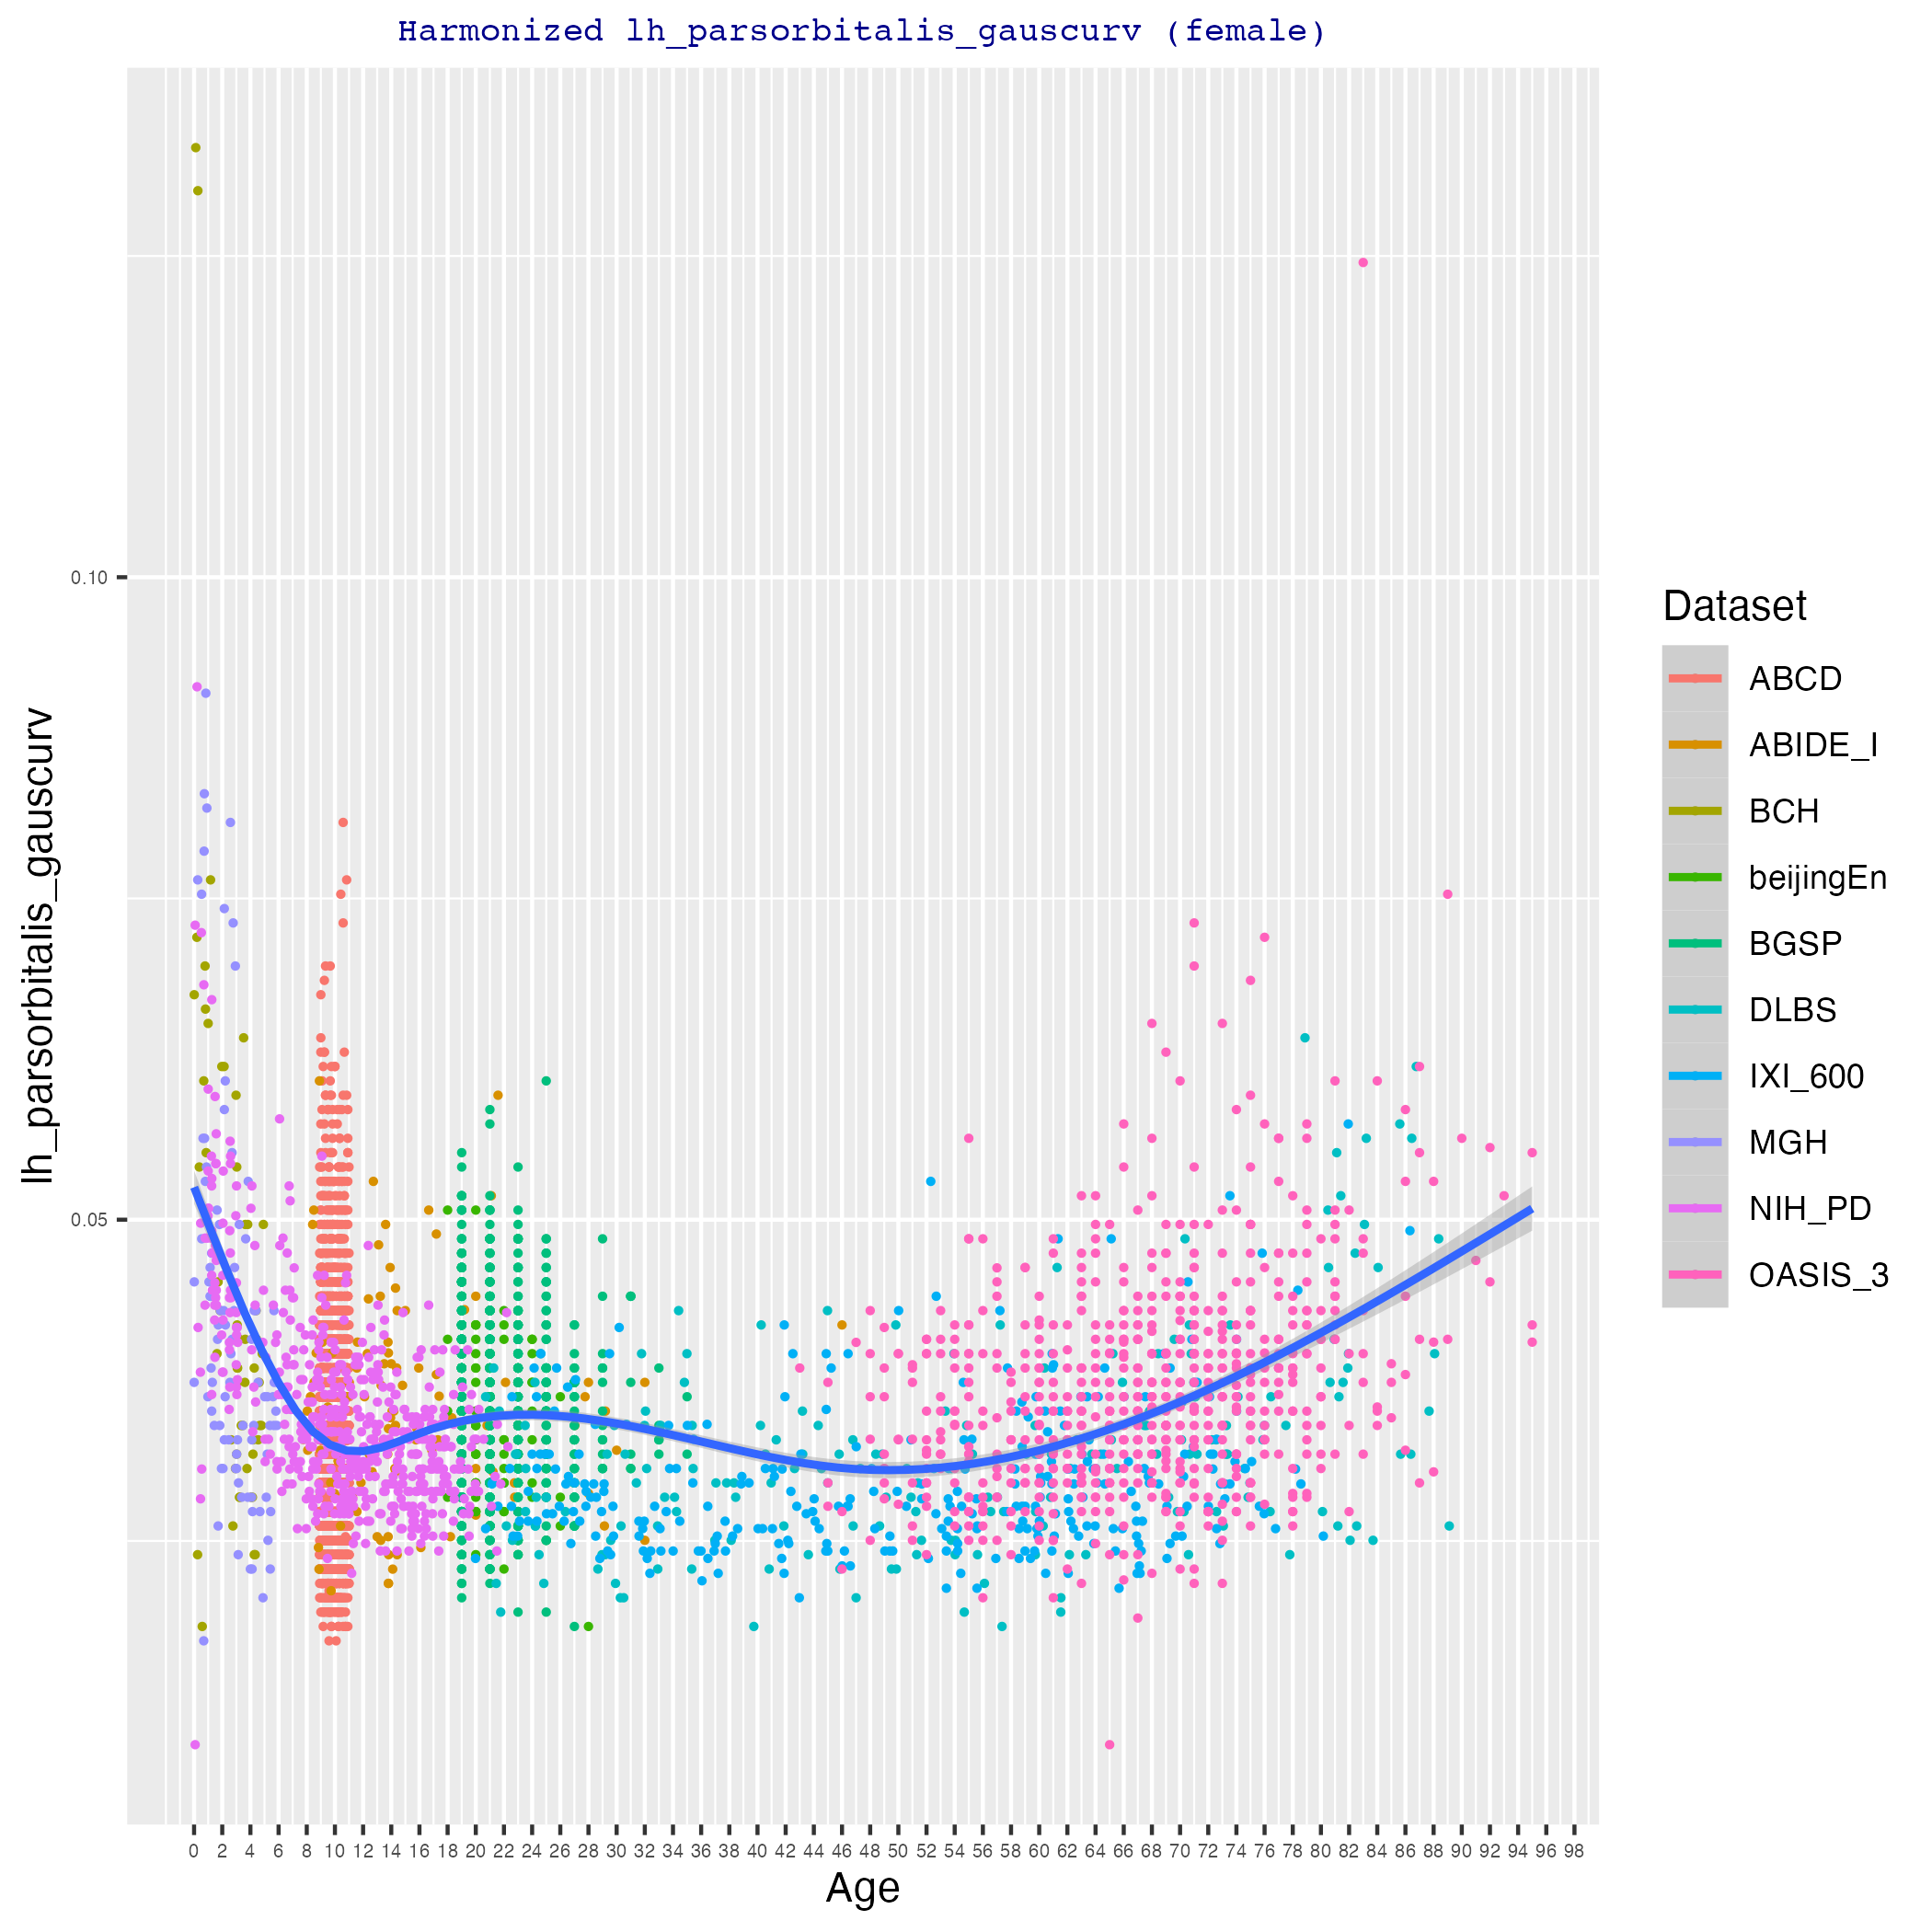 Harmonized lh_parsorbitalis_gauscurv (female)
lh_parsorbitalis_gauscurv
0.10
0.05
0 2 4 6 8 10 12 14 16 18 20 22 24 26 28 30 32 34 36 38 40 42 44 46 48 50 52 54 56 58 60 62 64 66 68 70 72 74 76 78 80 82 84 86 88 90 92 94 96 98
Age
Dataset
ABCD
ABIDE_I
BCH
beijingEn
BGSP
DLBS
IXI_600
MGH
NIH_PD
OASIS_3